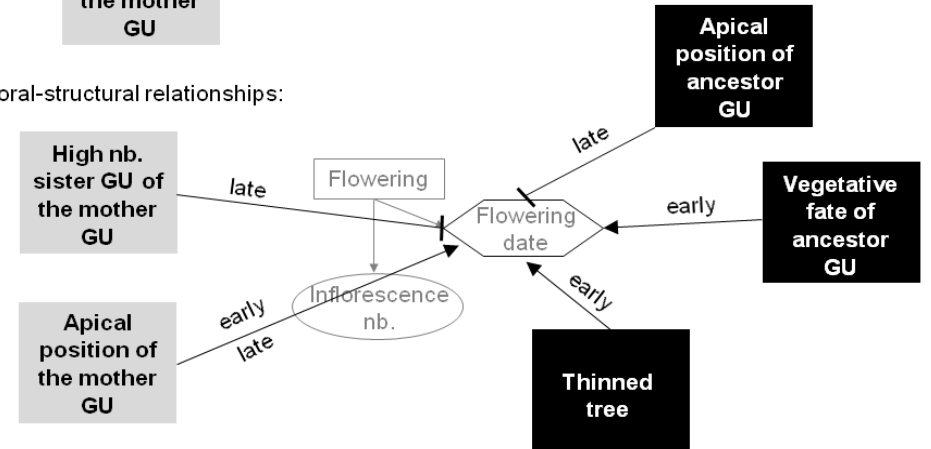 the mother
GU
oral-structural relationships:
Apical
position of
ancestor
GU
late
High nb.
sister GU of
the mother
GU
late
Flowering
Flowering
date
early
Vegetative
fate of
ancestor
GU
Inflorescence
nb.
early
late
early
Apical
position of
the mother
GU
Thinned
tree